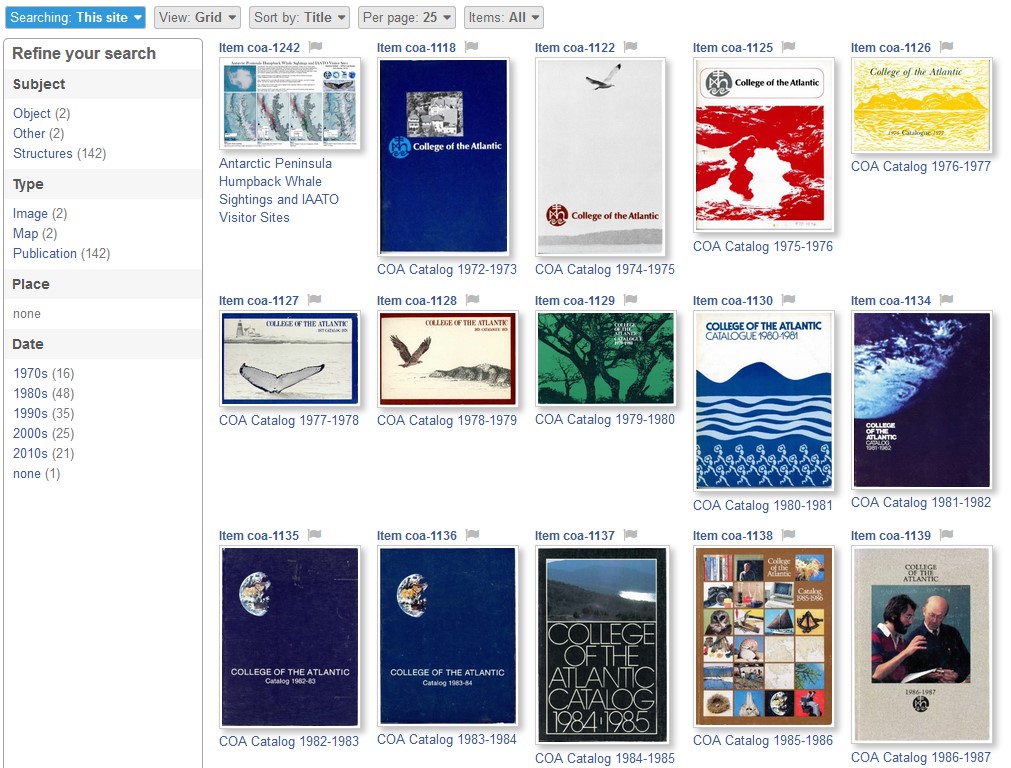 Searching: This site
View: Grid
Sort by: Title
Per page: 25
Items: All
Refine your search
Subject
Object (2)
Other (2)
Structures (142)
Type
Image (2)
Map (2)
Publication (142)
Place
none
Date
1970s (16)
1980s (48)
1990s (35)
2000s (25)
2010s (21)
none (1)
Item coa-1242
Antarctic Peninsula Humpback Whale Sightings and IAATO Visitor Sites
Antarctic Peninsula
Humpback Whale
Sightings and IAATO
Visitor Sites
Item coa-1118
College of the Atlantic
COA Catalog 1972-1973
Item coa-1122
College of the Atlantic
COA Catalog 1974-1975
Item coa-1125
College of the Atlantic
COA Catalog 1975-1976
Item coa-1126
College of the Atlantic
1976 Catalogue 1977
COA Catalog 1976-1977
Item coa-1127
COLLEGE OF THE ATLANTIC
COA Catalog 1977-1978
Item coa-1128
COLLEGE OF THE ATLANTIC
COA Catalog 1978-1979
Item coa-1129
COLLEGE
OF THE
ATLANTIC
CATALOGUE
1979-1980
COA Catalog 1979-1980
Item coa-1130
COLLEGE OF THE ATLANTIC
CATALOGUE 1980-1981
COA Catalog 1980-1981
Item coa-1134
COLLEGE
OF THE
ATLANTIC
CATALOG
1981-1982
COA Catalog 1981-1982
Item coa-1135
COLLEGE OF THE ATLANTIC
Catalog 1982-83
COA Catalog 1982-1983
Item coa-1136
COLLEGE OF THE ATLANTIC
Catalog 1983-84
COA Catalog 1983-1984
Item coa-1137
COLLEGE
OF THE
ATLANTIC
CATALOG
1984·1985
COA Catalog 1984-1985
Item coa-1138
College
of the
Atlantic
Catalog
1985-1986
COA Catalog 1985-1986
Item coa-1139
COLLEGE
OF THE
ATLANTIC
1986-1987
COA Catalog 1986-1987